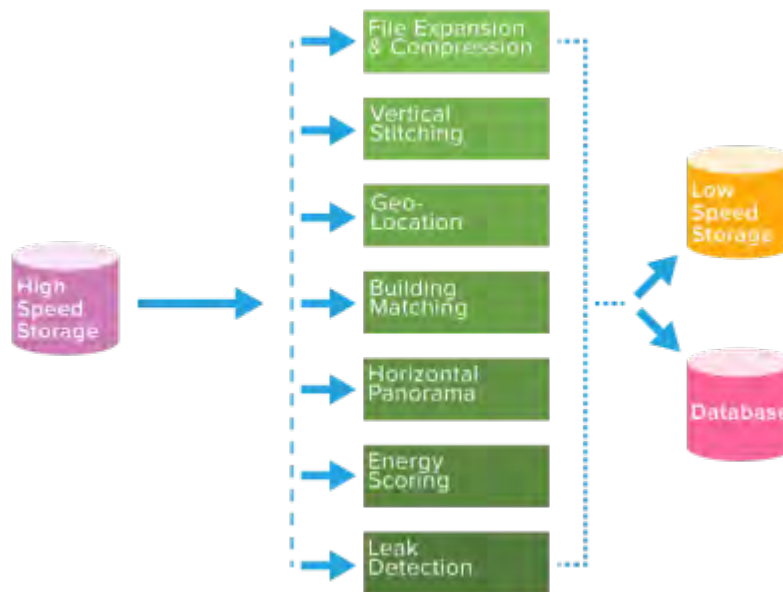 File Expansion
& Compression
Vertical
Stitching
Geo-
Location
High
Speed
Storage
Building
Matching
Horizontal
Panorama
Energy
Scoring
Leak
Detection
Low
Speed
Storage
Database